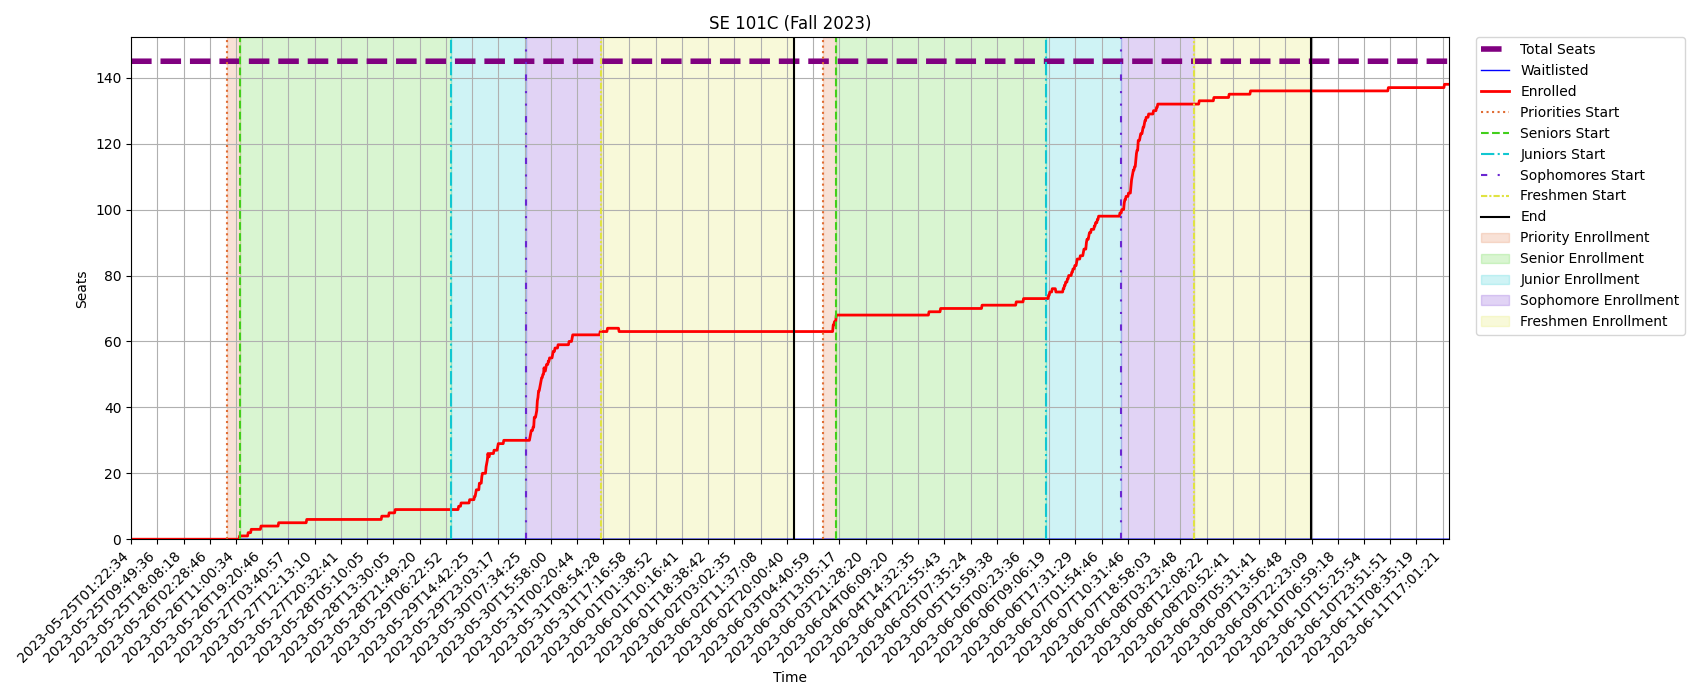 SE 101C (Fall 2023)
Seats
140
120
100
80
60
40
20
0
2023-05-25T01:22:34
2023-05-25T09:49:36
2023-05-25T18:08:18
2023-05-26T02:28:46
2023-05-26T11:00:34
2023-05-26T19:20:46
2023-05-27T03:40:57
2023-05-27T12:13:10
2023-05-27T20:32:41
2023-05-28T05:10:05
2023-05-28T13:30:05
2023-05-28T21:49:20
2023-05-29T06:22:52
2023-05-29T14:42:25
2023-05-29T23:03:17
2023-05-30T07:34:25
2023-05-30T15:58:00
2023-05-31T00:20:44
2023-05-31T08:54:28
2023-05-31T17:16:58
2023-06-01T01:38:52
2023-06-01T10:16:41
2023-06-01T18:38:42
2023-06-02T03:02:35
2023-06-02T11:37:08
2023-06-02T20:00:40
2023-06-03T04:40:59
2023-06-03T13:05:17
2023-06-03T21:28:20
2023-06-04T06:09:20
2023-06-04T14:32:35
2023-06-04T22:55:43
2023-06-05T07:35:24
2023-06-05T15:59:38
2023-06-06T00:23:36
2023-06-06T09:06:19
2023-06-06T17:31:29
2023-06-07T01:54:46
2023-06-07T10:31:46
2023-06-07T18:58:03
2023-06-08T03:23:48
2023-06-08T12:08:22
2023-06-08T20:52:41
2023-06-09T05:31:41
2023-06-09T13:56:48
2023-06-09T22:23:09
2023-06-10T06:59:18
2023-06-10T15:25:54
2023-06-10T23:51:51
2023-06-11T08:35:19
2023-06-11T17:01:21
Time
Total Seats
Waitlisted
Enrolled
Priorities Start
Seniors Start
Juniors Start
Sophomores Start
Freshmen Start
End
Priority Enrollment
Senior Enrollment
Junior Enrollment
Sophomore Enrollment
Freshmen Enrollment